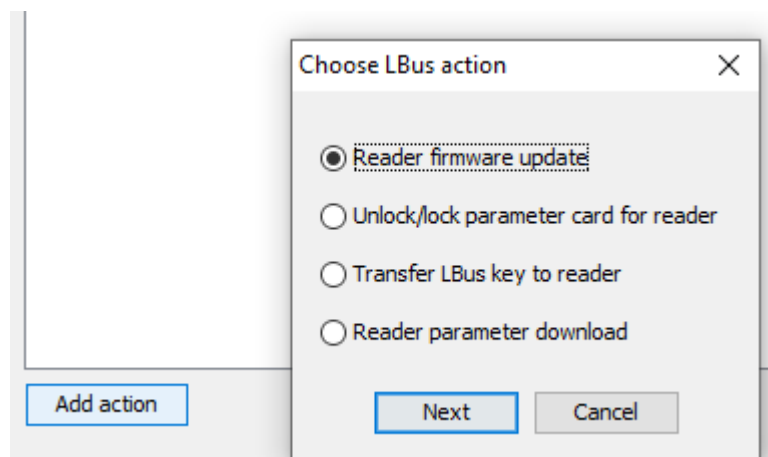 Choose LBus action
Reader firmware update
Unlock/lock parameter card for reader
Transfer LBus key to reader
Reader parameter download
Add action
Next
Cancel